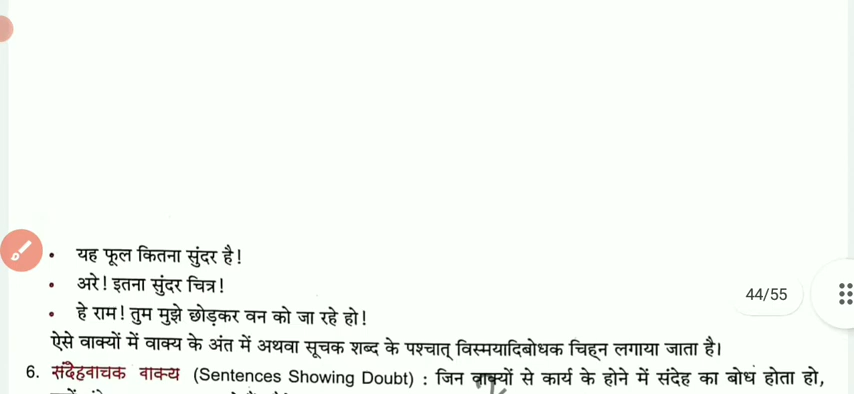 • यह फूल कितना सुंदर है!
• अरे! इतना सुंदर चित्र!
• हे राम! तुम मुझे छोड़कर वन को जा रहे हो!
44/55
ऐसे वाक्यों में वाक्य के अंत में अथवा सूचक शब्द के पश्चात् विस्मयादिबोधक चिह्न लगाया जाता है।
6. संदेहवाचक वाक्य (Sentences Showing Doubt) : जिन वाक्यों से कार्य के होने में संदेह का बोध होता हो,